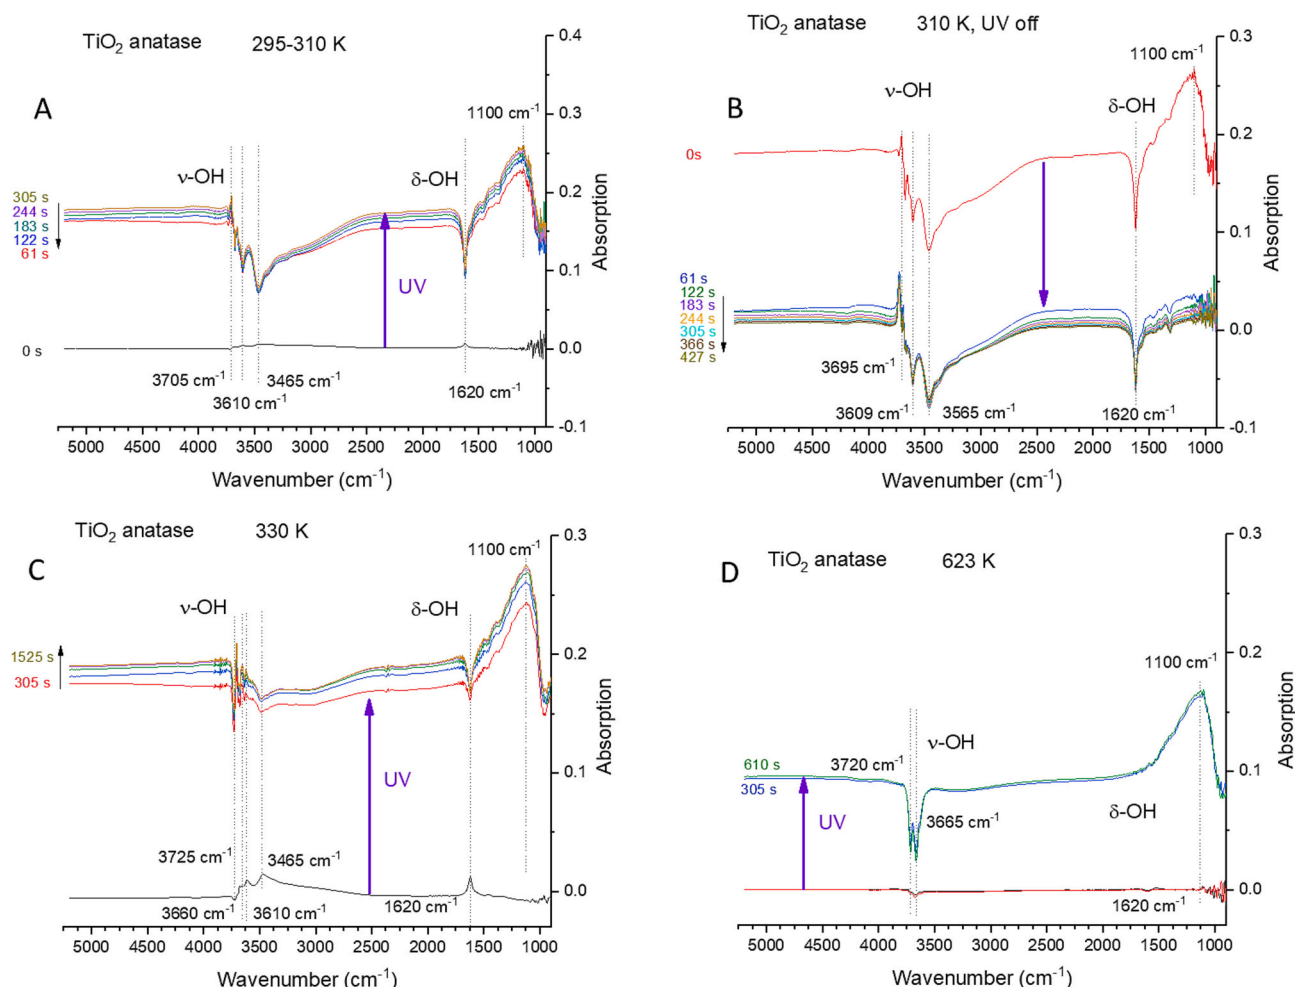 TiO2 anatase 295-310 K
A
1100 cm-1
ν-OH
δ-OH
305 s
244 s
183 s
122 s
61 s
UV
0 s
3705 cm-1 3465 cm-1
3610 cm-1 1620 cm-1
0.4
0.3
0.2
0.1
0.0
-0.1
Absorption
5000 4500 4000 3500 3000 2500 2000 1500 1000
Wavenumber (cm-1)
TiO2 anatase 310 K, UV off
B
1100 cm-1
ν-OH
δ-OH
0s
61 s
122 s
183 s
244 s
305 s
366 s
427 s
3695 cm-1
3609 cm-1 3565 cm-1 1620 cm-1
0.3
0.2
0.1
0.0
-0.1
Absorption
5000 4500 4000 3500 3000 2500 2000 1500 1000
Wavenumber (cm-1)
TiO2 anatase 330 K
C
1100 cm-1
ν-OH
δ-OH
1525 s
305 s
UV
3725 cm-1 3465 cm-1
3660 cm-1 3610 cm-1 1620 cm-1
0.3
0.2
0.1
0.0
Absorption
5000 4500 4000 3500 3000 2500 2000 1500 1000
Wavenumber (cm-1)
TiO2 anatase 623 K
D
1100 cm-1
ν-OH
3720 cm-1
610 s
305 s
UV
3665 cm-1
δ-OH
1620 cm-1
0.3
0.2
0.1
0.0
Absorption
5000 4500 4000 3500 3000 2500 2000 1500 1000
Wavenumber (cm-1)